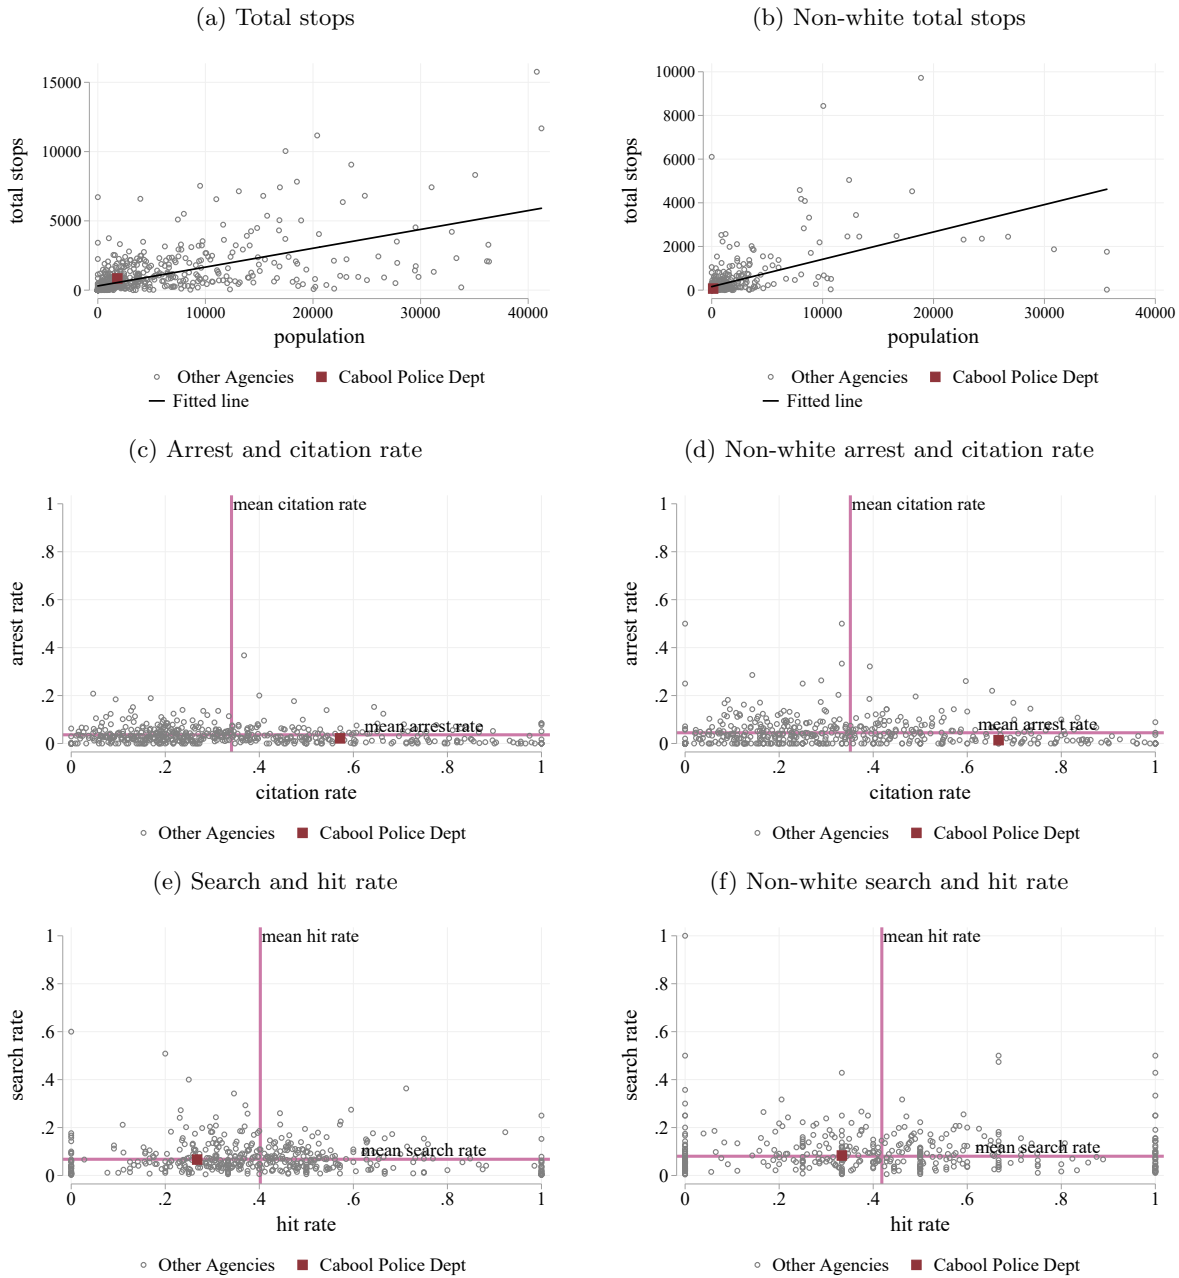 (a) Total stops
total stops
15000
10000
5000
0
0 10000 20000 30000 40000
population
Other Agencies Cabool Police Dept
Fitted line
(b) Non-white total stops
total stops
10000
8000
6000
4000
2000
0
0 10000 20000 30000 40000
population
Other Agencies Cabool Police Dept
Fitted line
(c) Arrest and citation rate
arrest rate
1
.8
.6
.4
.2
0
mean citation rate
mean arrest rate
0 .2 .4 .6 .8 1
citation rate
Other Agencies Cabool Police Dept
(d) Non-white arrest and citation rate
arrest rate
1
.8
.6
.4
.2
0
mean citation rate
mean arrest rate
0 .2 .4 .6 .8 1
citation rate
Other Agencies Cabool Police Dept
(e) Search and hit rate
search rate
1
.8
.6
.4
.2
0
mean hit rate
mean search rate
0 .2 .4 .6 .8 1
hit rate
Other Agencies Cabool Police Dept
(f) Non-white search and hit rate
search rate
1
.8
.6
.4
.2
0
mean hit rate
mean search rate
0 .2 .4 .6 .8 1
hit rate
Other Agencies Cabool Police Dept